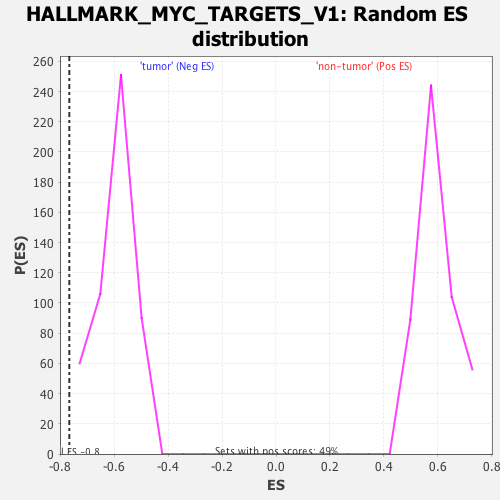 HALLMARK_MYC_TARGETS_V1: Random ES
distribution
'tumor' (Neg ES)
'non-tumor' (Pos ES)
P(ES)
260
240
220
200
180
160
140
120
100
80
60
40
20
0
ES -0.8
Sets with pos scores: 49%
-0.8 -0.6 -0.4 -0.2 0.0 0.2 0.4 0.6 0.8
ES